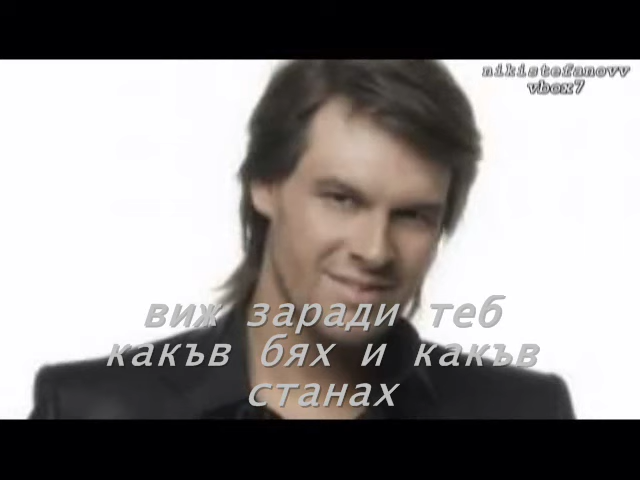 nikistefanovv
vbox7
виж заради теб
какъв бях и какъв
станах